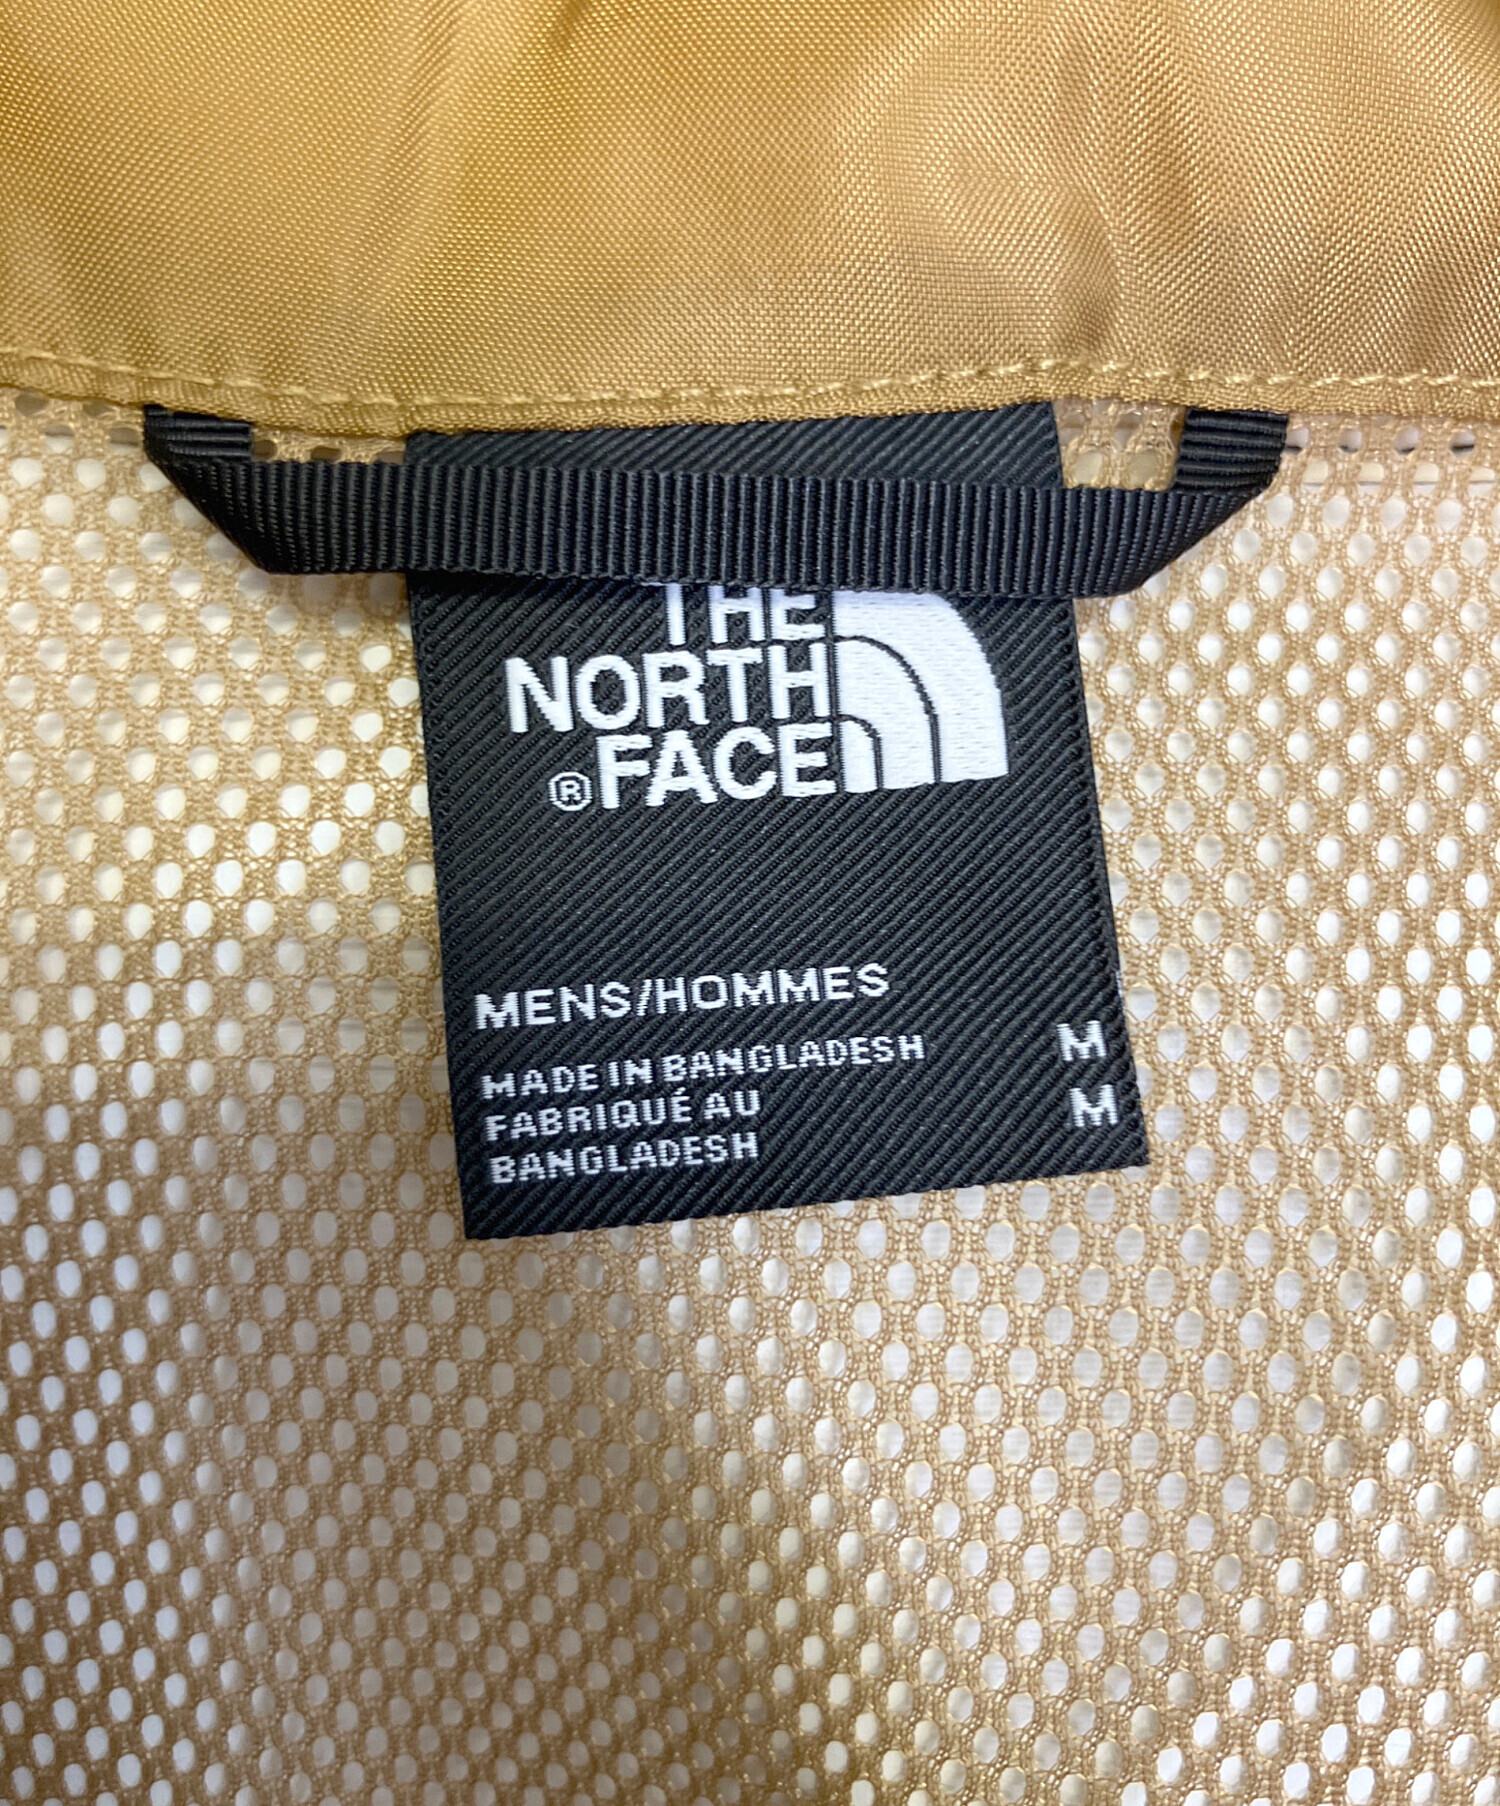 THE
NORTH
®FACE
MENS/HOMMES
MADE IN BANGLADESH M
FABRIQUÉ AU M
BANGLADESH